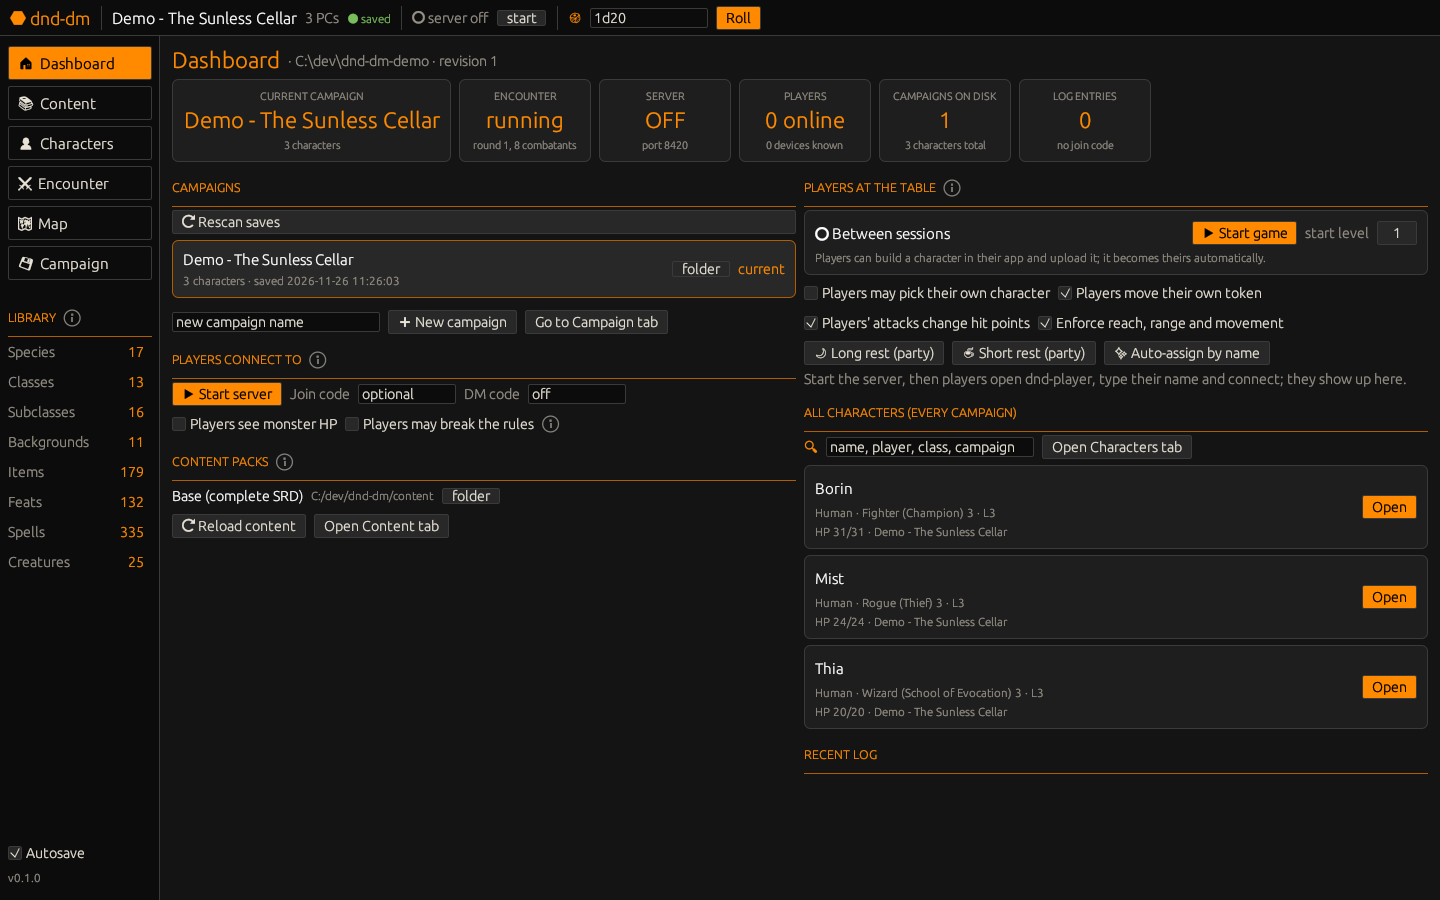 dnd-dm Demo - The Sunless Cellar 3 PCs saved server off start 1d20 Roll
Dashboard
Content
Characters
Encounter
Map
Campaign
LIBRARY
Species 17
Classes 13
Subclasses 16
Backgrounds 11
Items 179
Feats 132
Spells 335
Creatures 25
Autosave
v0.1.0
Dashboard · C:\dev\dnd-dm-demo · revision 1
CURRENT CAMPAIGN
Demo - The Sunless Cellar
3 characters
ENCOUNTER
running
round 1, 8 combatants
SERVER
OFF
port 8420
PLAYERS
0 online
0 devices known
CAMPAIGNS ON DISK
1
3 characters total
LOG ENTRIES
0
no join code
CAMPAIGNS
Rescan saves
Demo - The Sunless Cellar
3 characters · saved 2026-11-26 11:26:03
folder current
new campaign name + New campaign Go to Campaign tab
PLAYERS CONNECT TO
Start server Join code optional DM code off
Players see monster HP Players may break the rules
CONTENT PACKS
Base (complete SRD) C:/dev/dnd-dm/content folder
Reload content Open Content tab
PLAYERS AT THE TABLE
Between sessions Start game start level 1
Players can build a character in their app and upload it; it becomes theirs automatically.
Players may pick their own character Players move their own token
Players' attacks change hit points Enforce reach, range and movement
Long rest (party) Short rest (party) Auto-assign by name
Start the server, then players open dnd-player, type their name and connect; they show up here.
ALL CHARACTERS (EVERY CAMPAIGN)
name, player, class, campaign Open Characters tab
Borin
Human · Fighter (Champion) 3 · L3
HP 31/31 · Demo - The Sunless Cellar
Open
Mist
Human · Rogue (Thief) 3 · L3
HP 24/24 · Demo - The Sunless Cellar
Open
Thia
Human · Wizard (School of Evocation) 3 · L3
HP 20/20 · Demo - The Sunless Cellar
Open
RECENT LOG